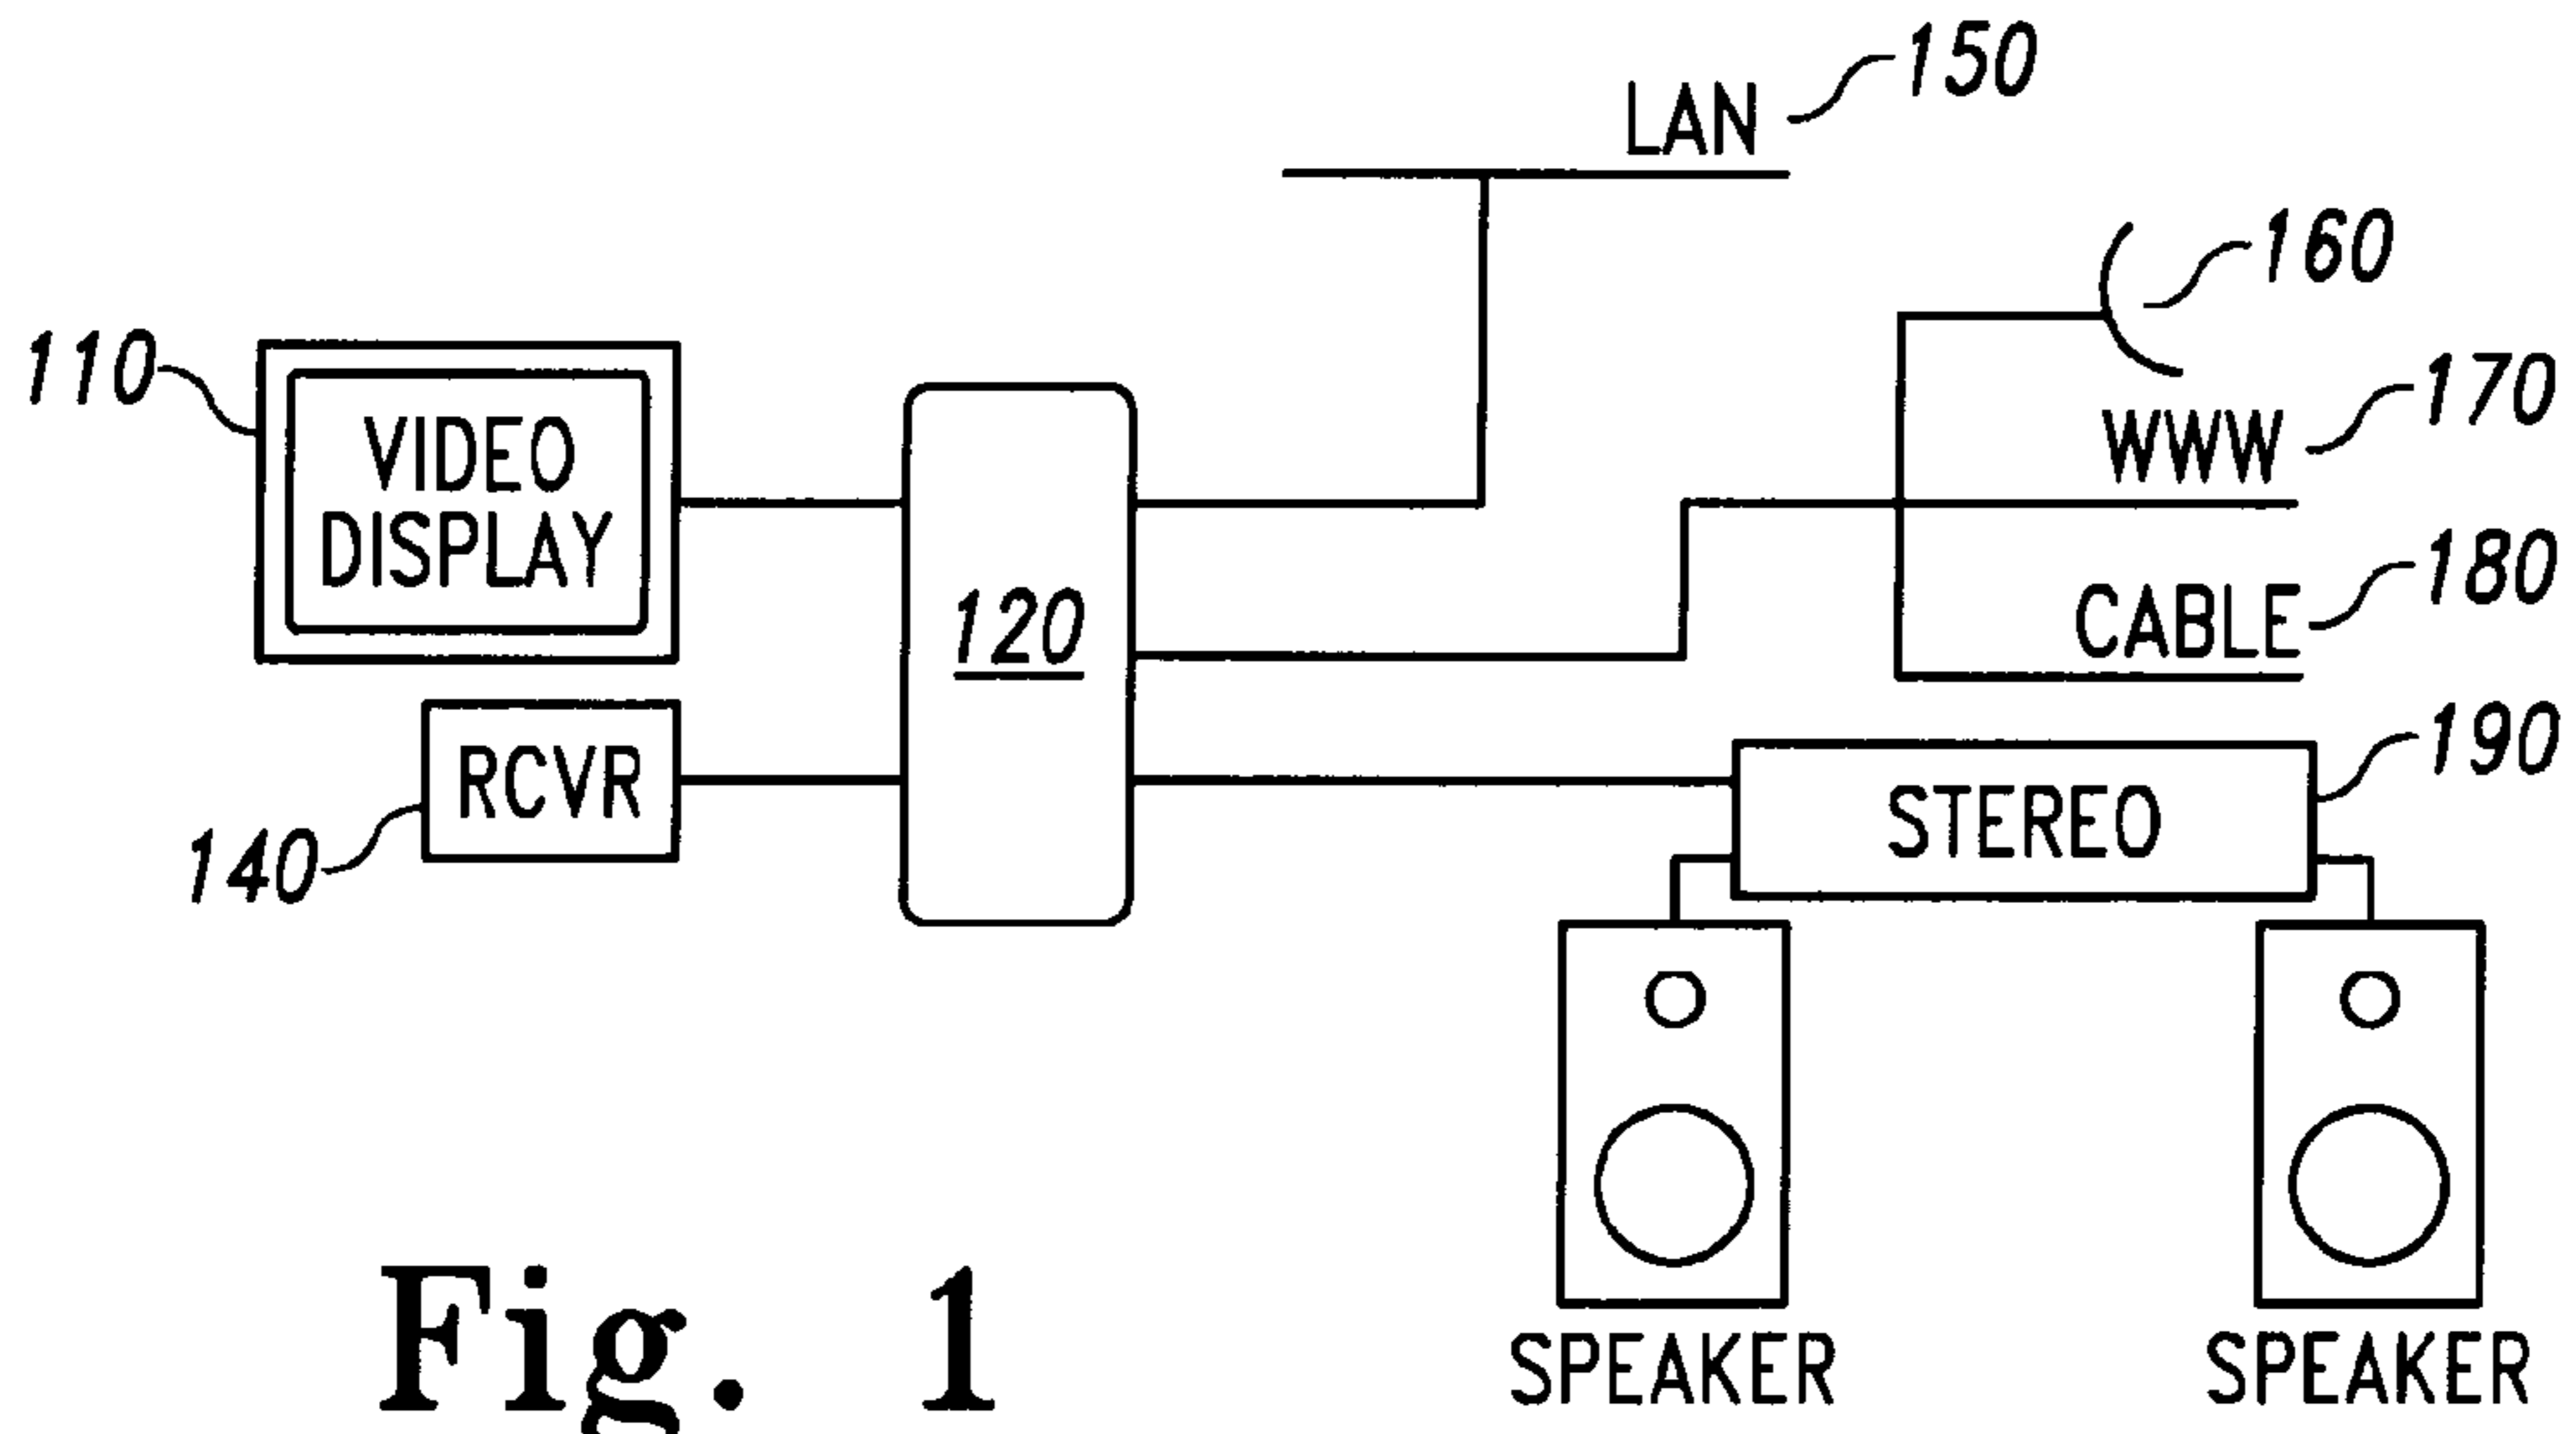 LAN
150
160
110
VIDEO
DISPLAY
WWW
170
120
CABLE
180
RCVR
140
STEREO
190
SPEAKER
SPEAKER
Fig. 1